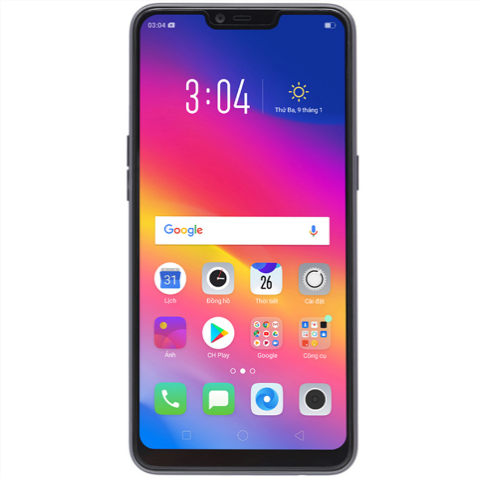 03:04
3:04
Thứ Ba, 9 tháng 1
Google
31
26
Lịch
Đồng hồ
Thời tiết
Cài đặt
Ảnh
CH Play
Google
Công cụ